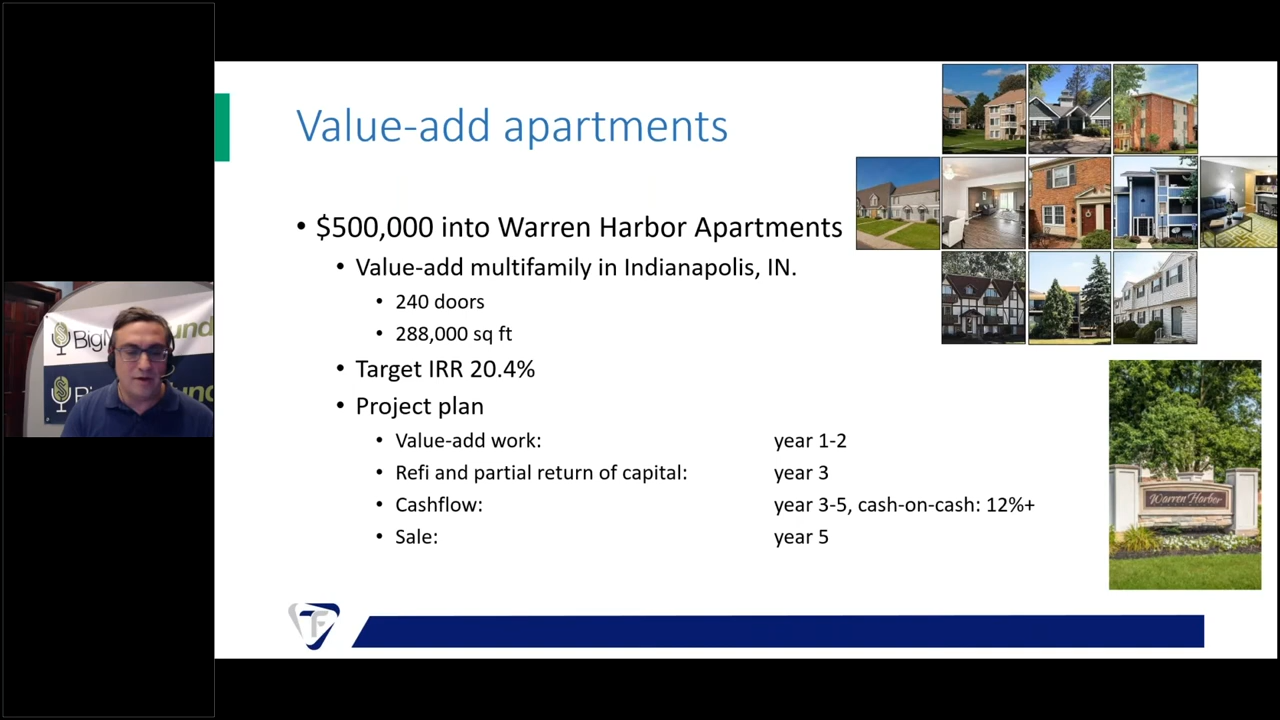 Value-add apartments
• $500,000 into Warren Harbor Apartments
• Value-add multifamily in Indianapolis, IN.
• 240 doors
• 288,000 sq ft
• Target IRR 20.4%
• Project plan
• Value-add work: year 1-2
• Refi and partial return of capital: year 3
• Cashflow: year 3-5, cash-on-cash: 12%+
• Sale: year 5
Warren Harbor
TF